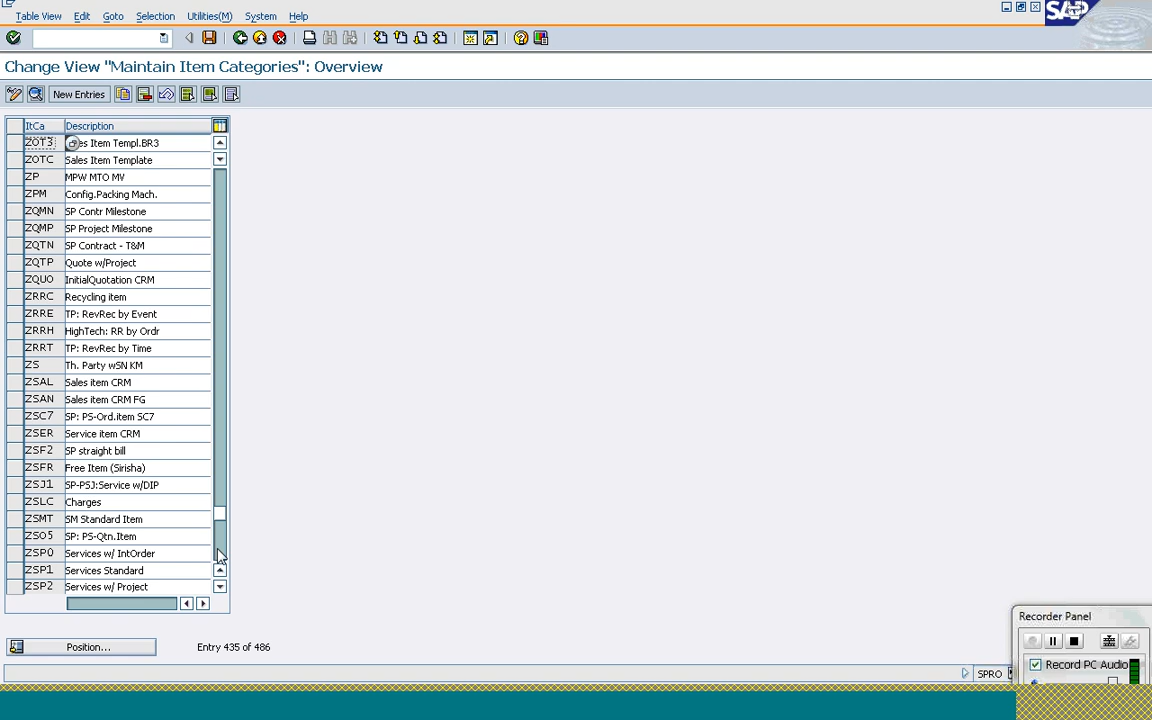 Table View Edit Goto Selection Utilities(M) System Help
SAP
Change View "Maintain Item Categories": Overview
New Entries
ItCa Description
ZOT3 es Item Templ.BR3
ZOTC Sales Item Template
ZP MPW MTO MV
ZPM Config.Packing Mach.
ZQMN SP Contr Milestone
ZQMP SP Project Milestone
ZQTN SP Contract - T&M
ZQTP Quote w/Project
ZQUO InitialQuotation CRM
ZRRC Recycling item
ZRRE TP: RevRec by Event
ZRRH HighTech: RR by Ordr
ZRRT TP: RevRec by Time
ZS Th. Party wSN KM
ZSAL Sales item CRM
ZSAN Sales item CRM FG
ZSC7 SP: PS-Ord.item SC7
ZSER Service item CRM
ZSF2 SP straight bill
ZSFR Free Item (Sirisha)
ZSJ1 SP-PSJ:Service w/DIP
ZSLC Charges
ZSMT SM Standard Item
ZSO5 SP: PS-Qtn.Item
ZSP0 Services w/ IntOrder
ZSP1 Services Standard
ZSP2 Services w/ Project
Position... Entry 435 of 486
SPRO
Recorder Panel
Record PC Audio